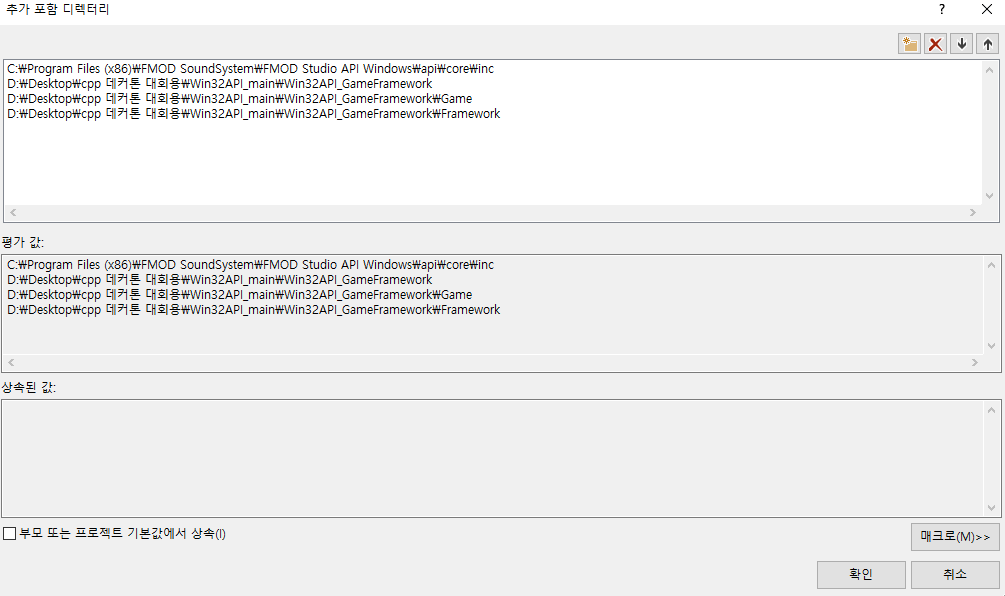 추가 포함 디렉터리
?
C:₩Program Files (x86)₩FMOD SoundSystem₩FMOD Studio API Windows₩api₩core₩inc
D:₩Desktop₩cpp 데커톤 대회용₩Win32API_main₩Win32API_GameFramework
D:₩Desktop₩cpp 데커톤 대회용₩Win32API_main₩Win32API_GameFramework₩Game
D:₩Desktop₩cpp 데커톤 대회용₩Win32API_main₩Win32API_GameFramework₩Framework
평가 값:
C:₩Program Files (x86)₩FMOD SoundSystem₩FMOD Studio API Windows₩api₩core₩inc
D:₩Desktop₩cpp 데커톤 대회용₩Win32API_main₩Win32API_GameFramework
D:₩Desktop₩cpp 데커톤 대회용₩Win32API_main₩Win32API_GameFramework₩Game
D:₩Desktop₩cpp 데커톤 대회용₩Win32API_main₩Win32API_GameFramework₩Framework
상속된 값:
부모 또는 프로젝트 기본값에서 상속(I)
매크로(M)>>
확인
취소